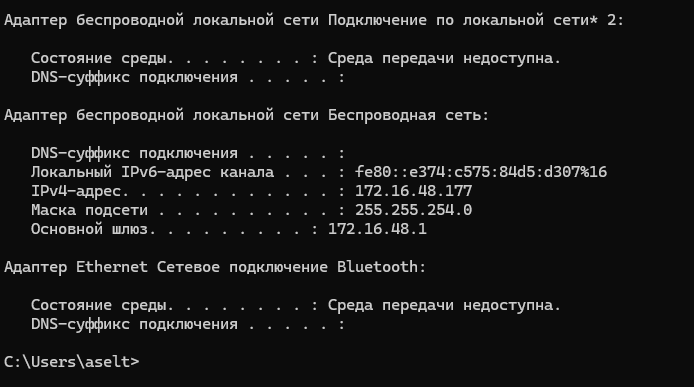 Адаптер беспроводной локальной сети Подключение по локальной сети* 2:
Состояние среды. . . . . . . . : Среда передачи недоступна.
DNS-суффикс подключения . . . . . :
Адаптер беспроводной локальной сети Беспроводная сеть:
DNS-суффикс подключения . . . . . :
Локальный IPv6-адрес канала . . . : fe80::e374:c575:84d5:d307%16
IPv4-адрес. . . . . . . . . . . . : 172.16.48.177
Маска подсети . . . . . . . . . . : 255.255.254.0
Основной шлюз. . . . . . . . . : 172.16.48.1
Адаптер Ethernet Сетевое подключение Bluetooth:
Состояние среды. . . . . . . . : Среда передачи недоступна.
DNS-суффикс подключения . . . . . :
C:\Users\aselt>